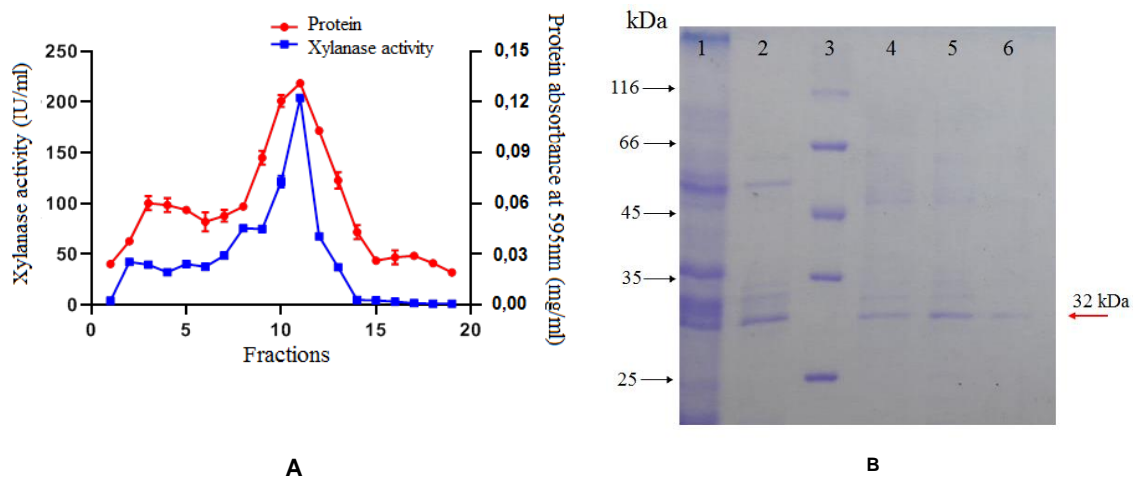 Protein
Xylanase activity
250
200
150
100
50
0
Xylanase activity (IU/ml)
0,15
0,12
0,09
0,06
0,03
0,00
Protein absorbance at 595nm (mg/ml)
0 5 10 15 20
Fractions
A
kDa
1 2 3 4 5 6
116
66
45
35
25
32 kDa
B